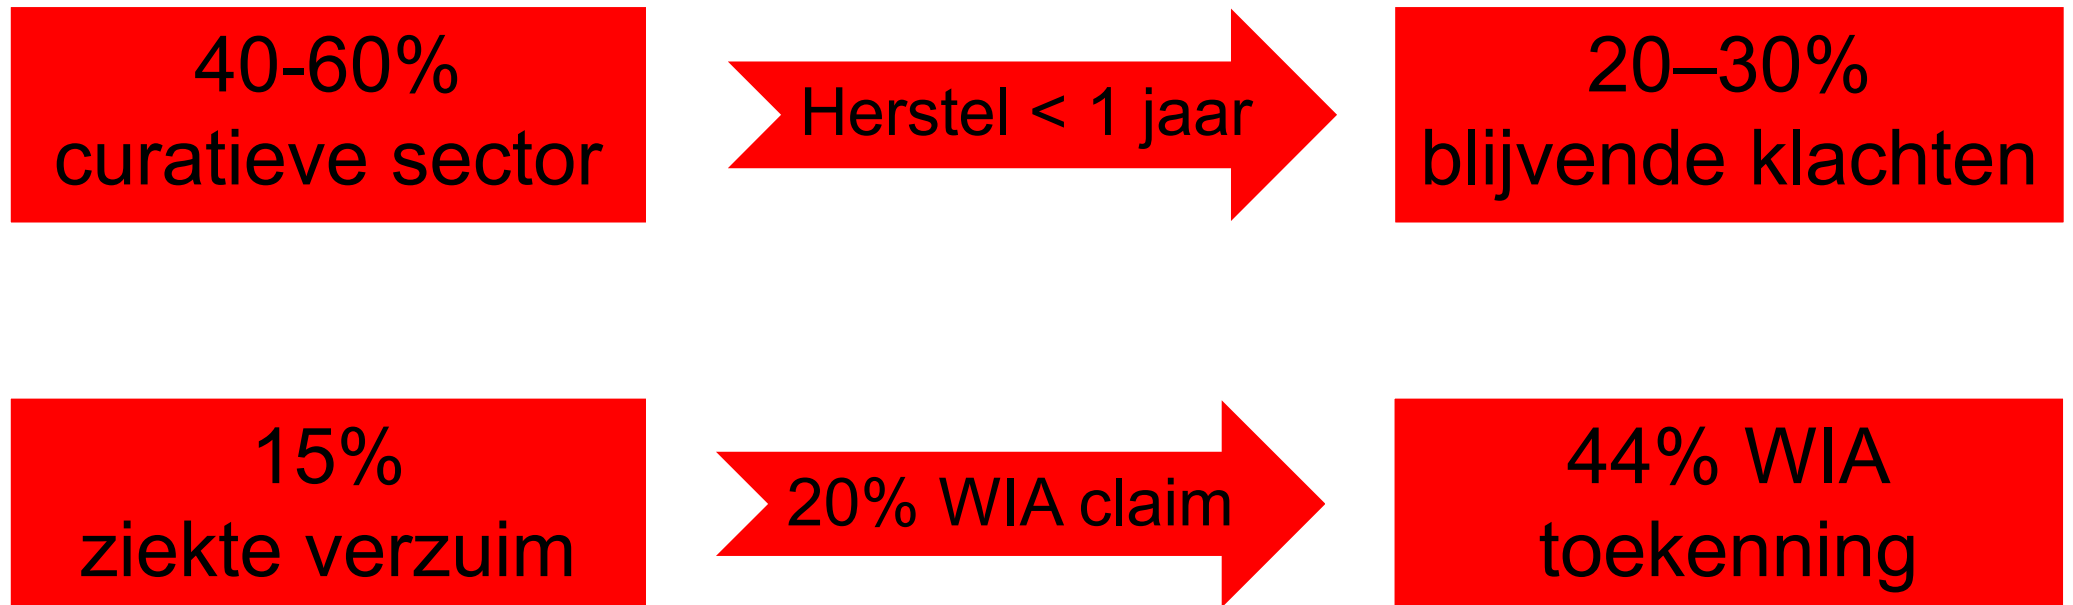 40-60%
curatieve sector
Herstel < 1 jaar
20–30%
blijvende klachten
15%
ziekte verzuim
20% WIA claim
44% WIA
toekenning